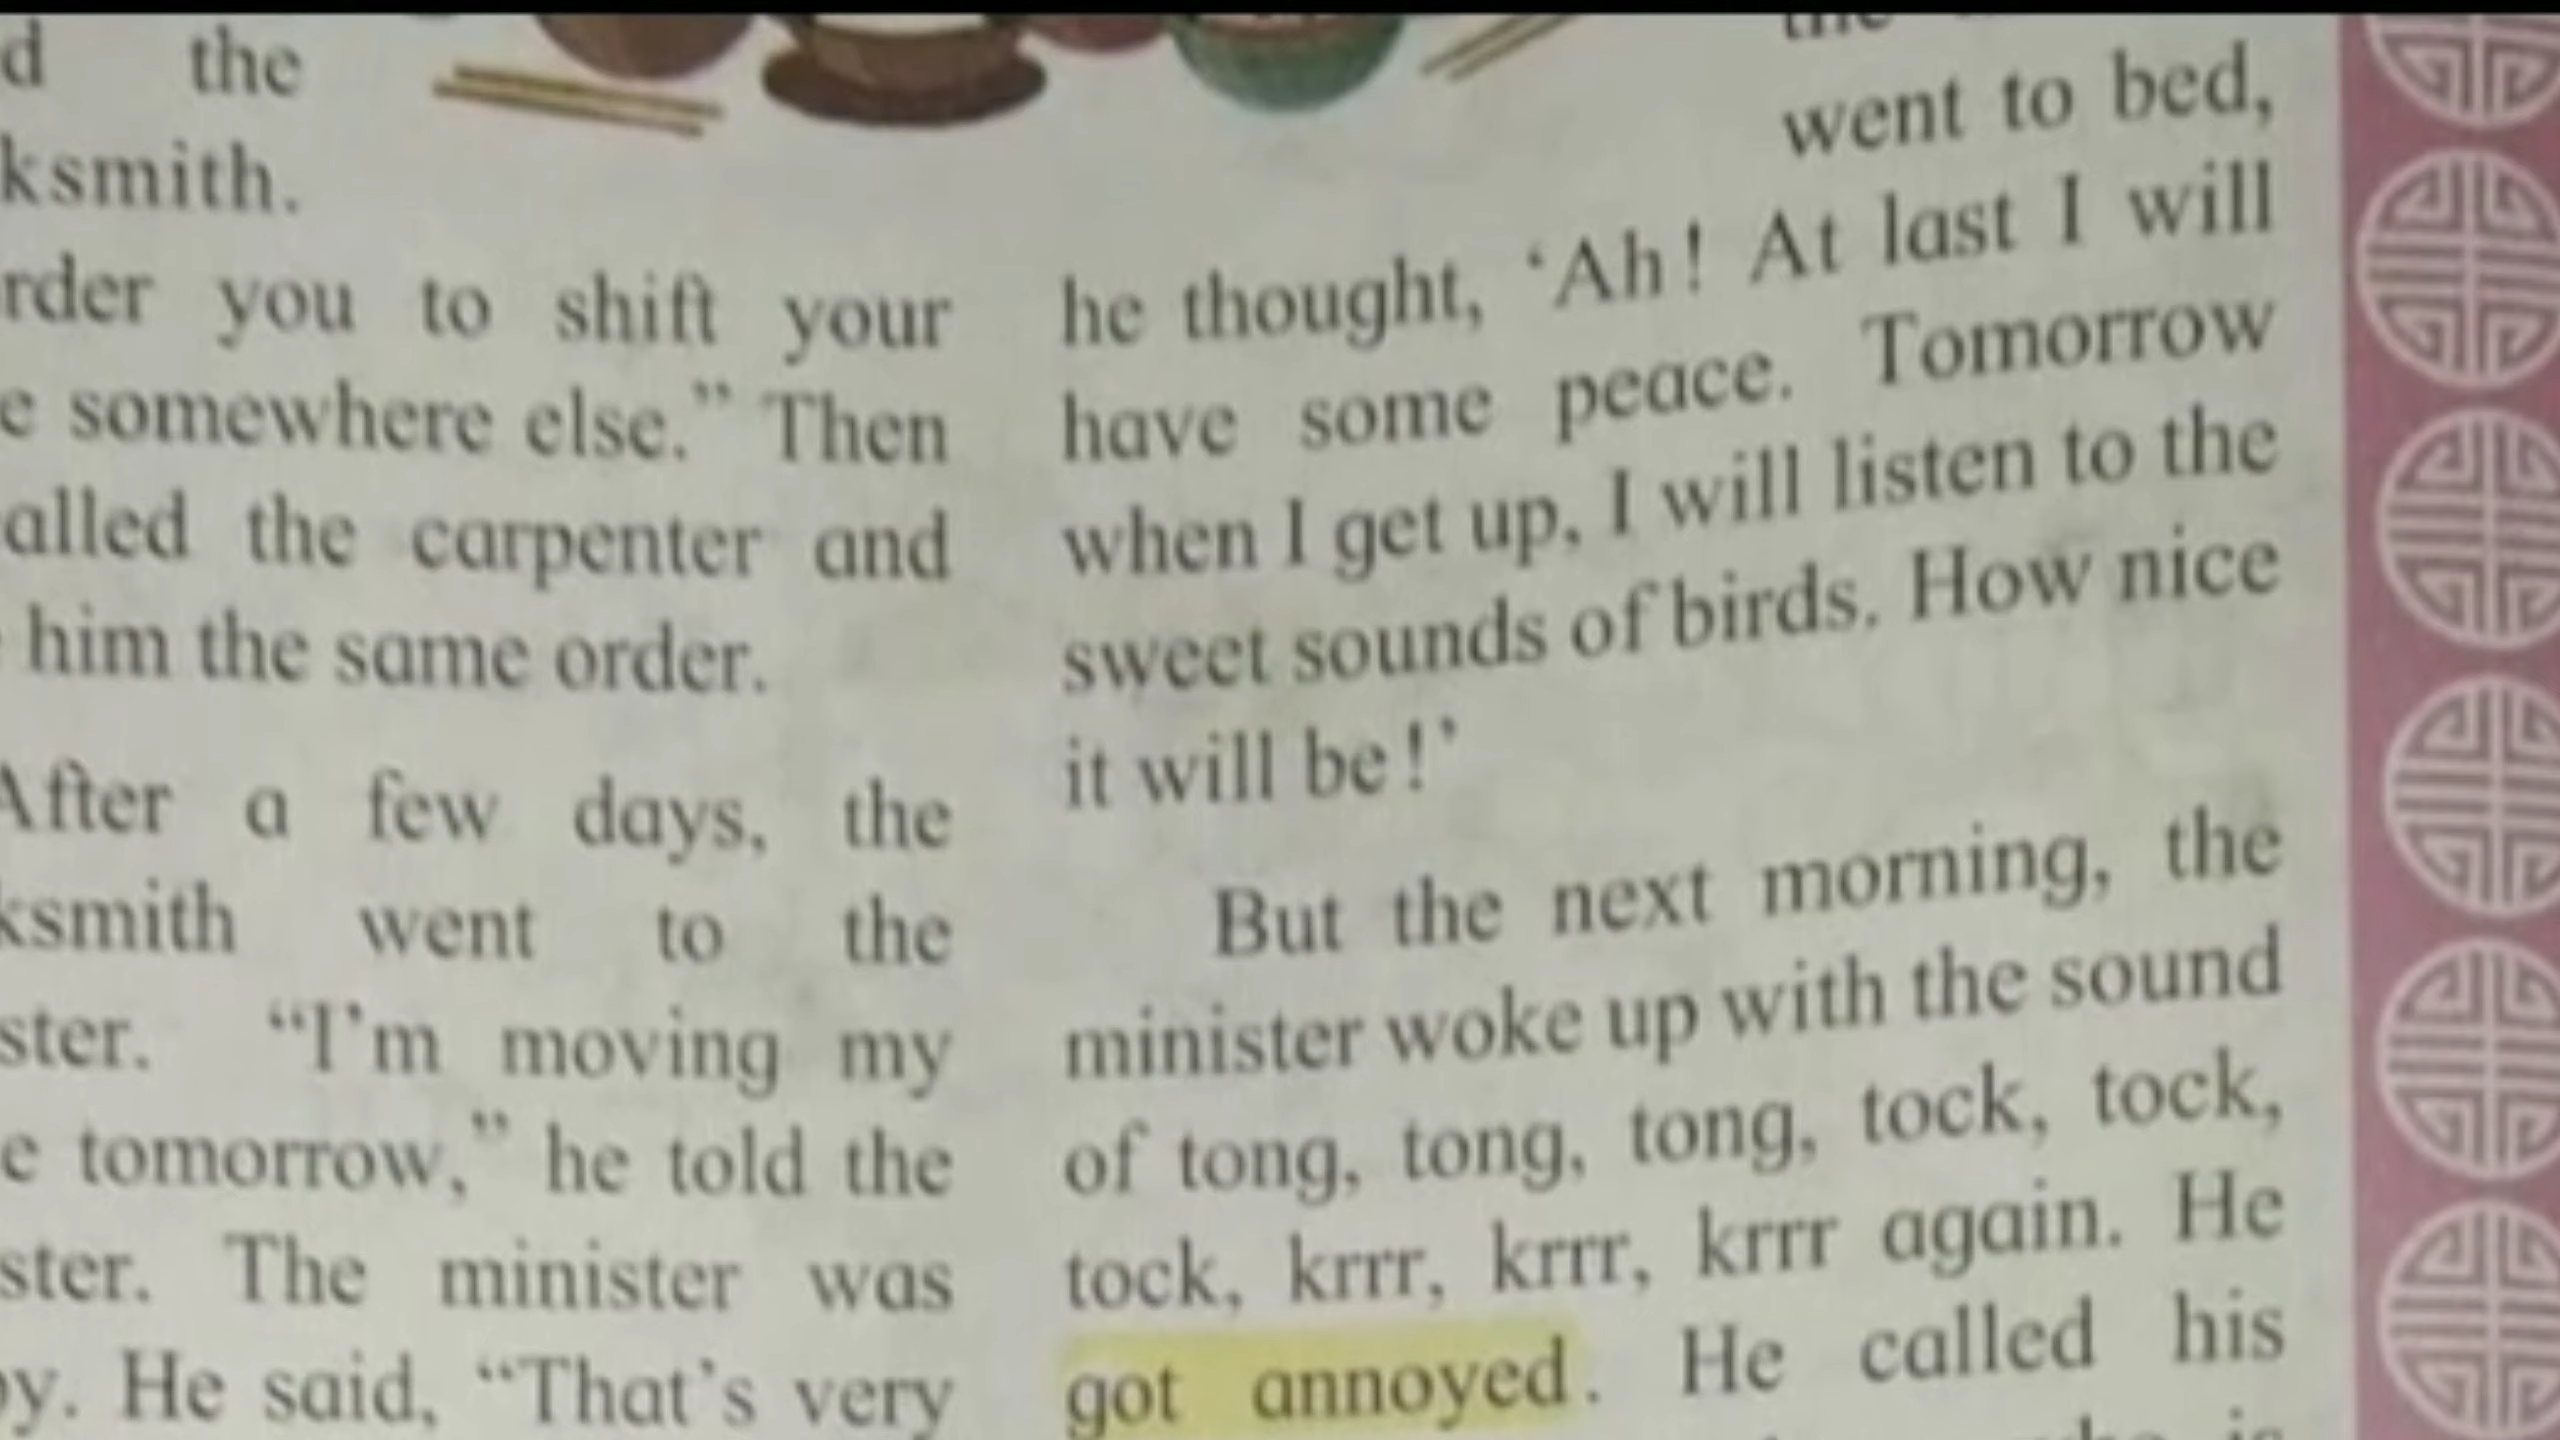 d the
ksmith.
rder you to shift your
e somewhere else.” Then
alled the carpenter and
him the same order.
After a few days, the
ksmith went to the
ster. “I’m moving my
e tomorrow,” he told the
ster. The minister was
y. He said, “That’s very
went to bed,
he thought, ‘Ah! At last I will
have some peace. Tomorrow
when I get up, I will listen to the
sweet sounds of birds. How nice
it will be!’
But the next morning, the
minister woke up with the sound
of tong, tong, tong, tock, tock,
tock, krrr, krrr, krrr again. He
got annoyed. He called his